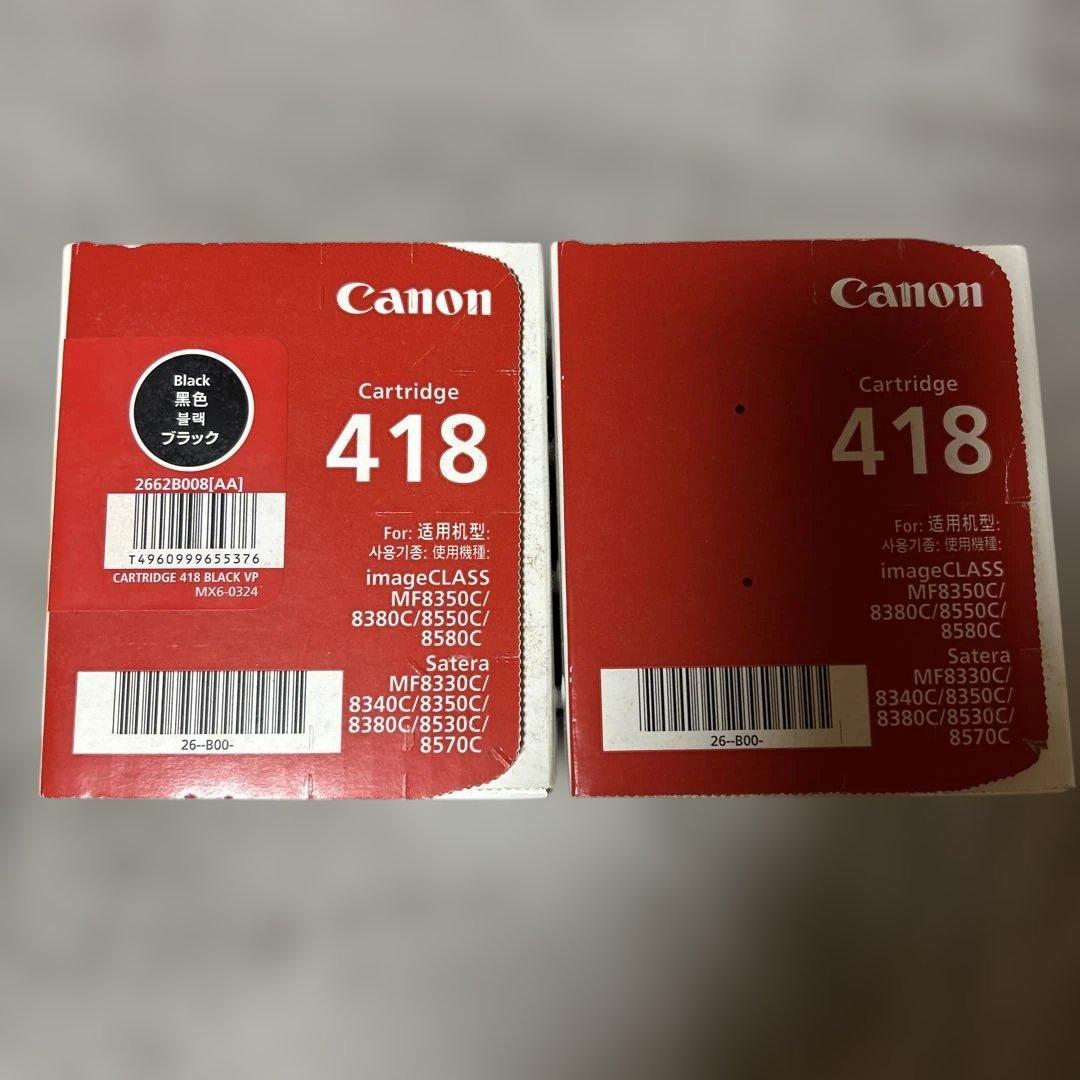 Canon
Cartridge
418
Black
黑色
블랙
ブラック
2662B008[AA]
T4960999655376
CARTRIDGE 418 BLACK VP
MX6-0324
For: 适用机型:
사용기종: 使用機種:
imageCLASS
MF8350C/
8380C/8550C/
8580C
Satera
MF8330C/
8340C/8350C/
8380C/8530C/
8570C
26--B00-
Canon
Cartridge
418
For: 适用机型:
사용기종: 使用機種:
imageCLASS
MF8350C/
8380C/8550C/
8580C
Satera
MF8330C/
8340C/8350C/
8380C/8530C/
8570C
26--B00-